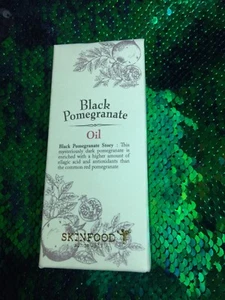 Black
Pomegranate
Oil
Black Pomegranate Story : This
mysteriously dark pomegranate is
enriched with a higher amount of
ellagic acid and antioxidants than
the common red pomegranate
SKINFOOD